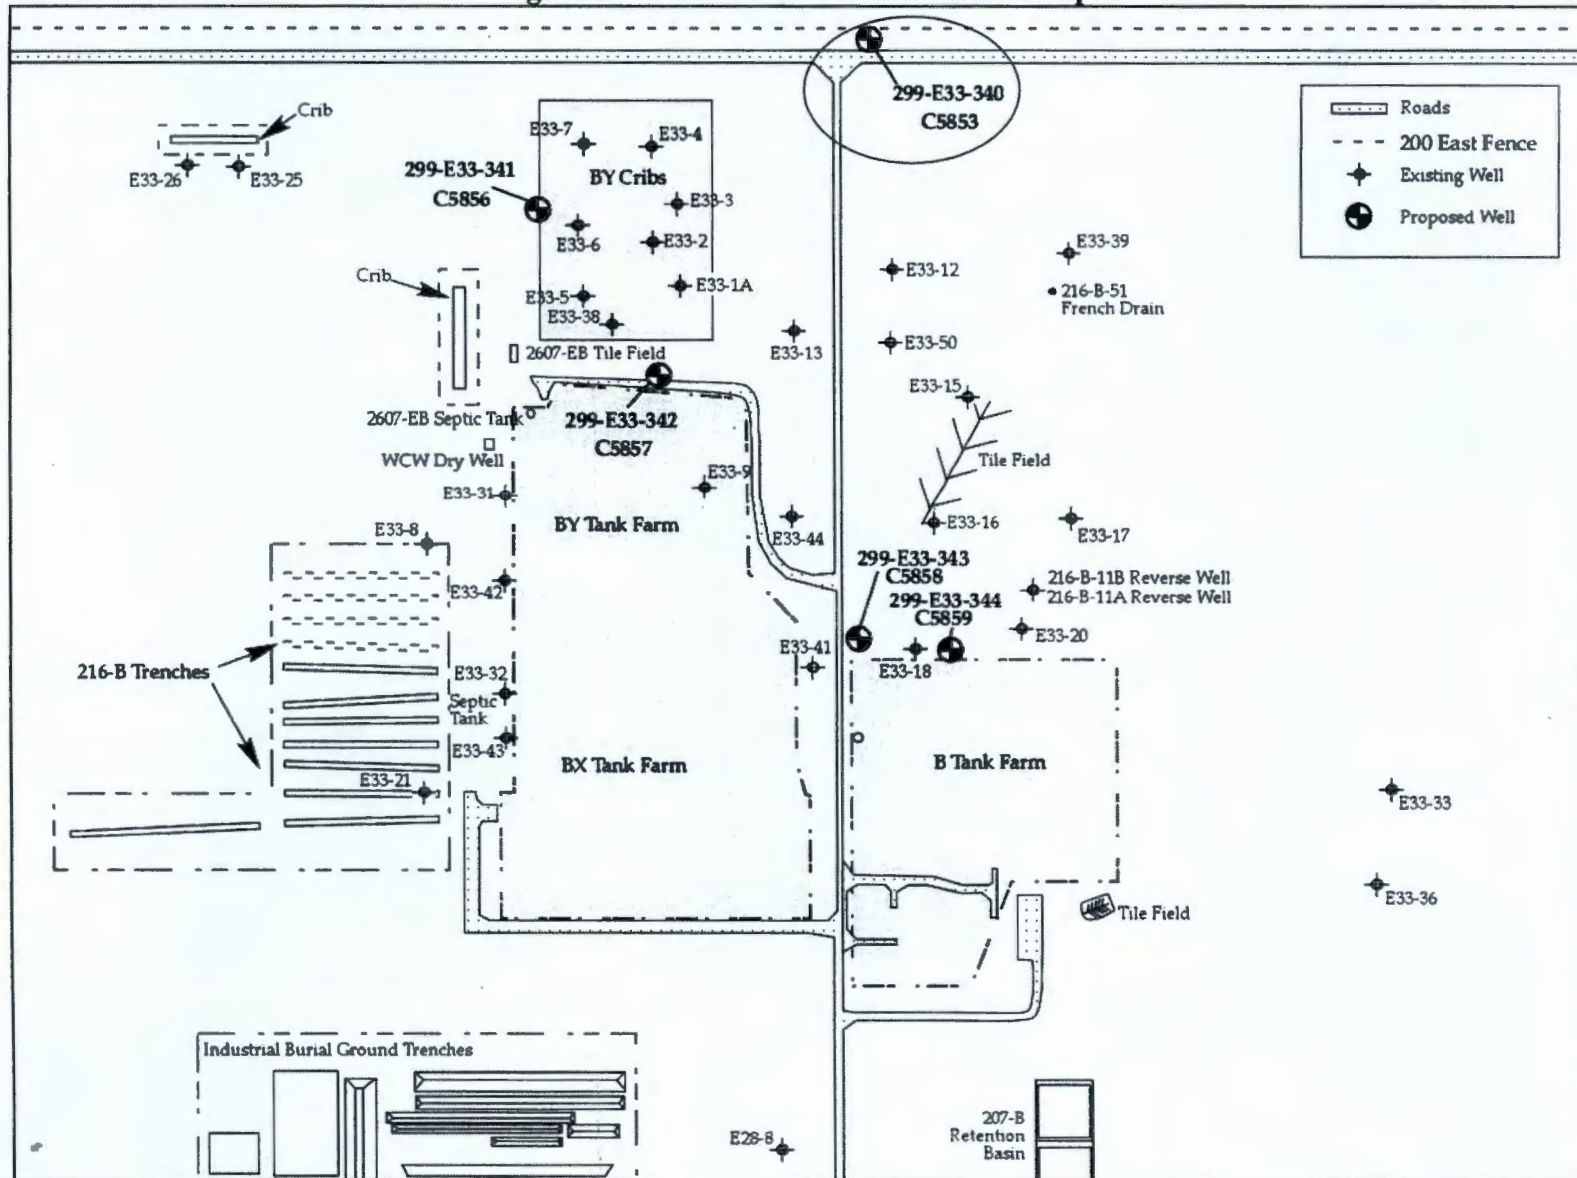 299-E33-340
C5853
Roads
200 East Fence
Existing Well
Proposed Well
Crib
E33-26
E33-25
E33-7
E33-4
299-E33-341
C5856
BY Cribs
E33-3
E33-6
E33-2
E33-5
E33-1A
E33-38
Crib
2607-EB Tile Field
E33-13
E33-12
E33-39
216-B-51
French Drain
E33-50
E33-15
2607-EB Septic Tank
299-E33-342
C5857
WCW Dry Well
Tile Field
E33-31
E33-9
E33-8
BY Tank Farm
E33-44
E33-16
E33-17
299-E33-343
C5858
E33-42
299-E33-344
C5859
216-B-11B Reverse Well
216-B-11A Reverse Well
E33-20
E33-41
E33-18
216-B Trenches
E33-32
Septic
Tank
E33-43
E33-21
BX Tank Farm
B Tank Farm
E33-33
E33-36
Tile Field
Industrial Burial Ground Trenches
E28-8
207-B
Retention
Basin